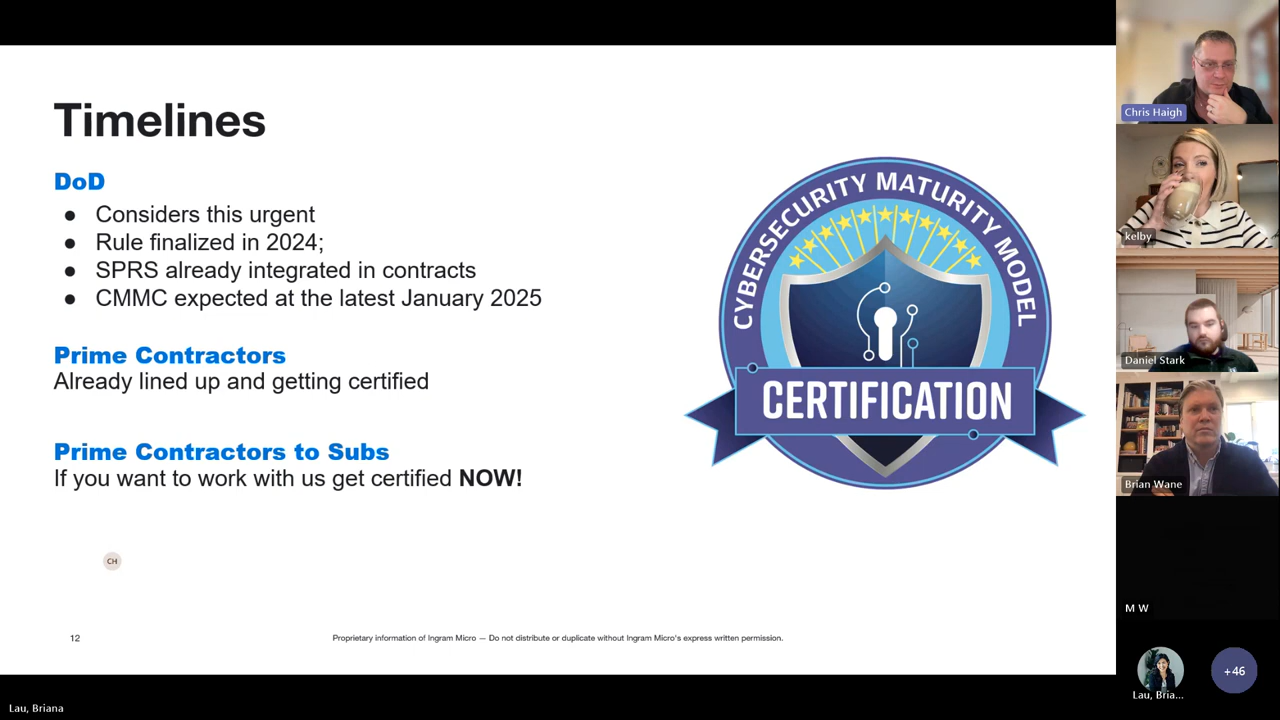 Timelines
DoD
● Considers this urgent
● Rule finalized in 2024;
● SPRS already integrated in contracts
● CMMC expected at the latest January 2025
Prime Contractors
Already lined up and getting certified
Prime Contractors to Subs
If you want to work with us get certified NOW!
CYBERSECURITY MATURITY MODEL
CERTIFICATION
CH
12
Proprietary information of Ingram Micro — Do not distribute or duplicate without Ingram Micro's express written permission.
Chris Haigh
kelby
Daniel Stark
Brian Wane
M W
Lau, Bria...
+46
Lau, Briana